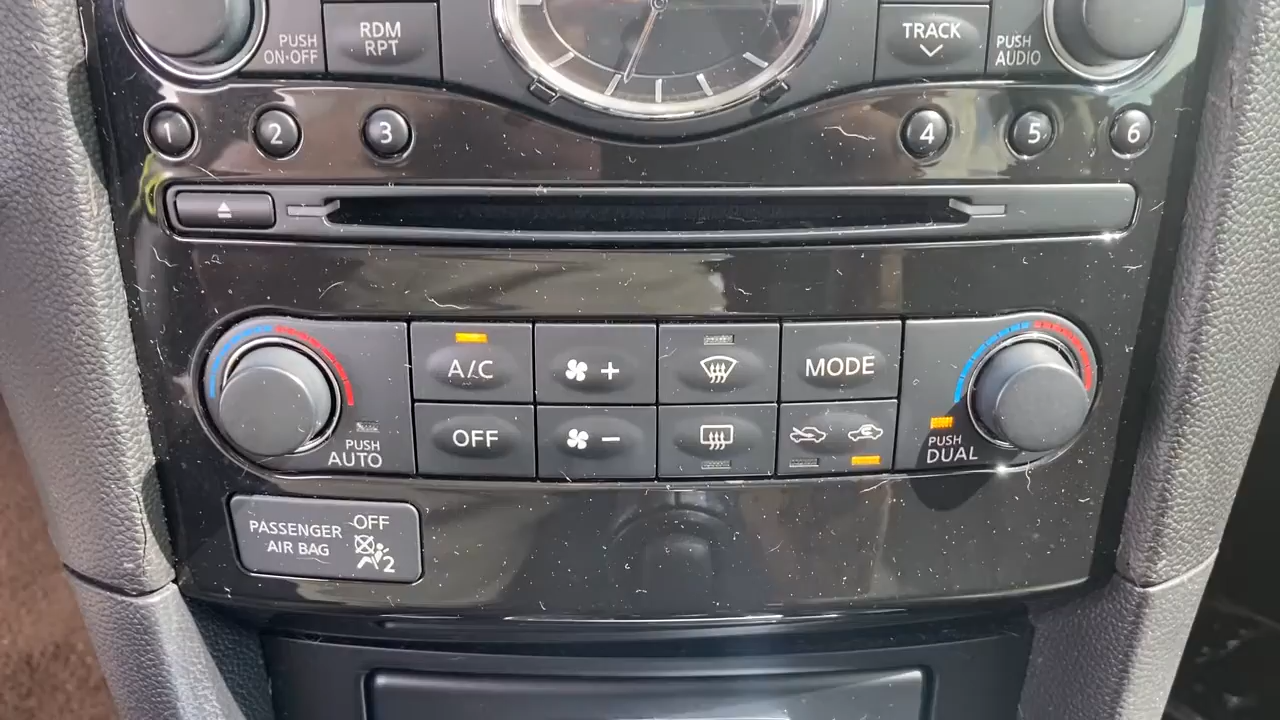 PUSH
ON·OFF
RDM
RPT
TRACK
PUSH
AUDIO
1
2
3
4
5
6
A/C
+
MODE
PUSH
AUTO
OFF
−
PUSH
DUAL
PASSENGER
AIR BAG
OFF
2